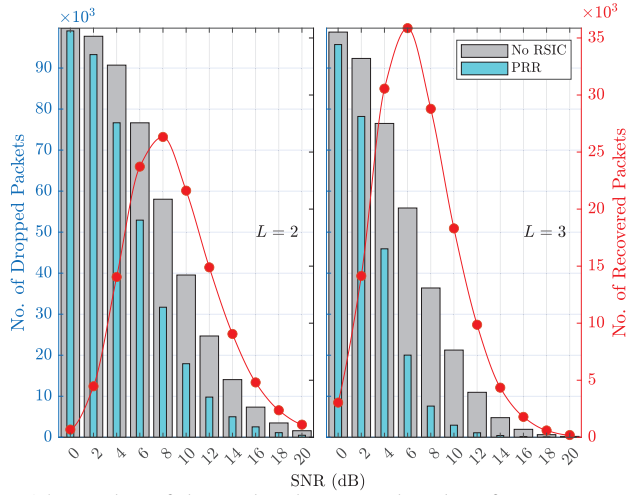 ×10³
×10³
No RSIC
PRR
90
80
70
60
50
40
30
20
10
0
No. of Dropped Packets
L = 2
L = 3
35
30
25
20
15
10
5
0
No. of Recovered Packets
0 2 4 6 8 10 12 14 16 18 20
0 2 4 6 8 10 12 14 16 18 20
SNR (dB)